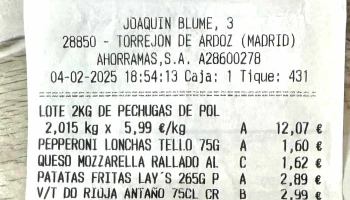 JOAQUIN BLUME, 3
28850 - TORREJON DE ARDOZ (MADRID)
AHORRAMAS,S.A. A28600278
04-02-2025 18:54:13 Caja: 1 Tique: 431
LOTE 2KG DE PECHUGAS DE POL
2,015 kg x 5,99 €/kg A 12,07 €
PEPPERONI LONCHAS TELLO 75G A 1,60 €
QUESO MOZZARELLA RALLADO AL C 1,62 €
PATATAS FRITAS LAY´S 265G P A 2,89 €
V/T DO RIOJA ANTAÑO 75CL CR B 2,99 €